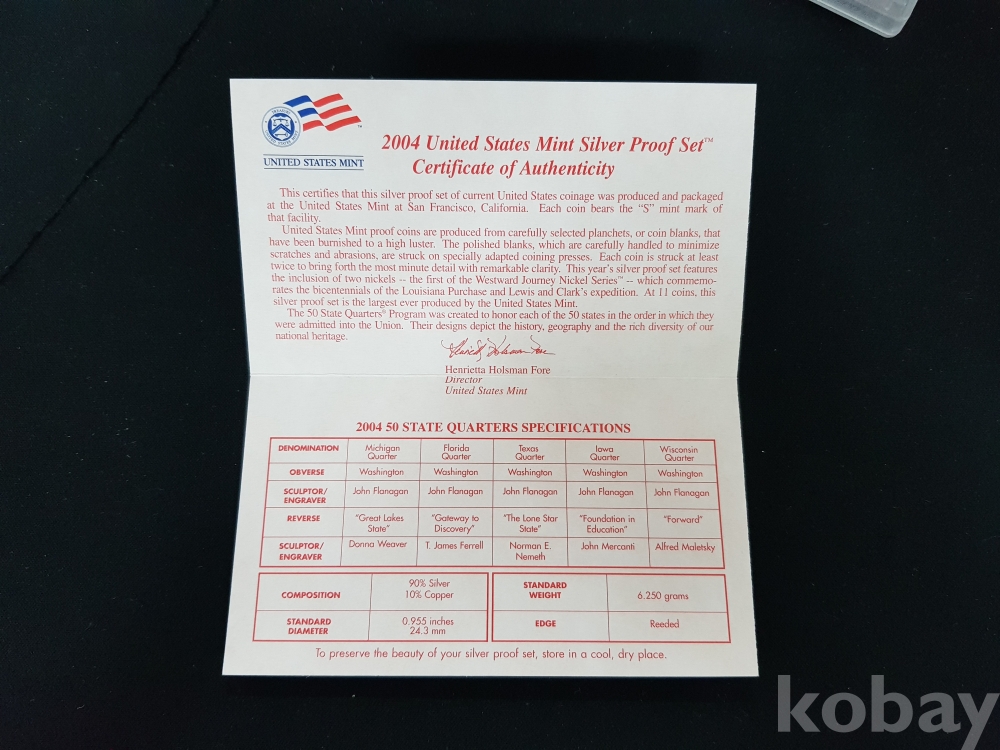 UNITED STATES MINT
2004 United States Mint Silver Proof Set™
Certificate of Authenticity
This certifies that this silver proof set of current United States coinage was produced and packaged
at the United States Mint at San Francisco, California. Each coin bears the “S” mint mark of
that facility.
United States Mint proof coins are produced from carefully selected planchets, or coin blanks, that
have been burnished to a high luster. The polished blanks, which are carefully handled to minimize
scratches and abrasions, are struck on specially adapted coining presses. Each coin is struck at least
twice to bring forth the most minute detail with remarkable clarity. This year's silver proof set features
the inclusion of two nickels -- the first of the Westward Journey Nickel Series™ -- which commemo-
rates the bicentennials of the Louisiana Purchase and Lewis and Clark's expedition. At 11 coins, this
silver proof set is the largest ever produced by the United States Mint.
The 50 State Quarters® Program was created to honor each of the 50 states in the order in which they
were admitted into the Union. Their designs depict the history, geography and the rich diversity of our
national heritage.
Henrietta Holsman Fore
Henrietta Holsman Fore
Director
United States Mint
2004 50 STATE QUARTERS SPECIFICATIONS
DENOMINATION Michigan Quarter Florida Quarter Texas Quarter Iowa Quarter Wisconsin Quarter
OBVERSE Washington Washington Washington Washington Washington
SCULPTOR/ ENGRAVER John Flanagan John Flanagan John Flanagan John Flanagan John Flanagan
REVERSE “Great Lakes State” “Gateway to Discovery” “The Lone Star State” “Foundation in Education” “Forward”
SCULPTOR/ ENGRAVER Donna Weaver T. James Ferrell Norman E. Nemeth John Mercanti Alfred Maletsky
COMPOSITION 90% Silver 10% Copper STANDARD WEIGHT 6.250 grams
STANDARD DIAMETER 0.955 inches 24.3 mm EDGE Reeded
To preserve the beauty of your silver proof set, store in a cool, dry place.
kobay